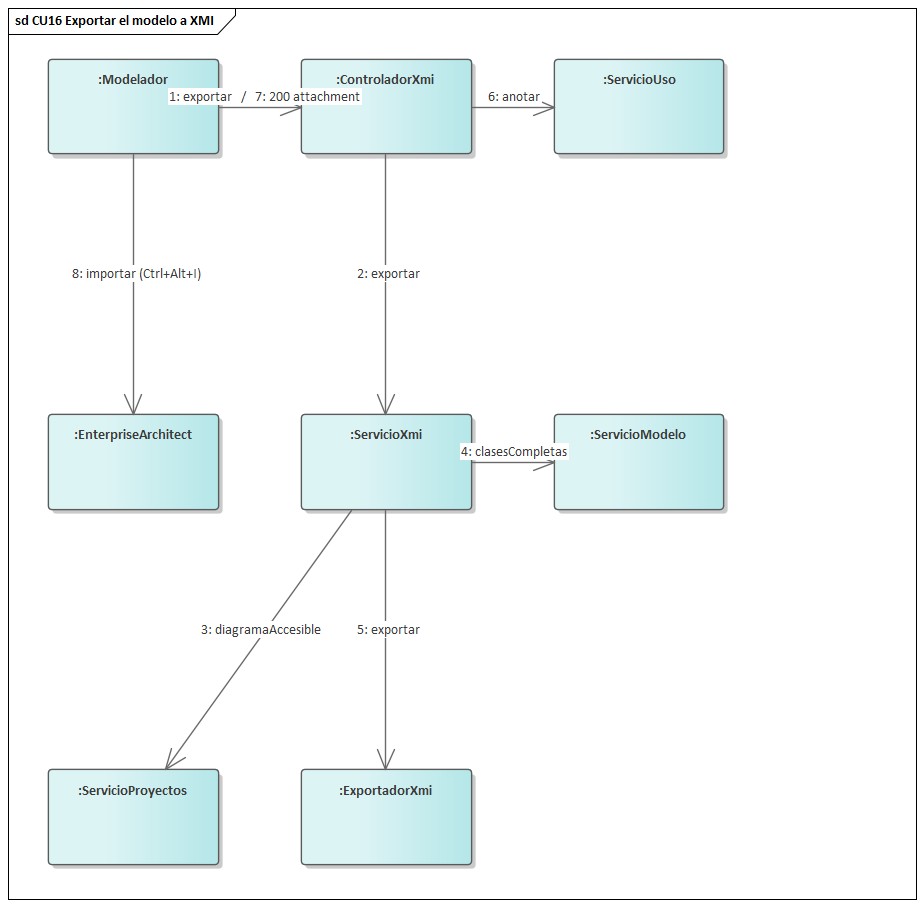 sd CU16 Exportar el modelo a XMI
:Modelador
:ControladorXmi
:ServicioUso
1: exportar / 7: 200 attachment
6: anotar
8: importar (Ctrl+Alt+I)
2: exportar
:EnterpriseArchitect
:ServicioXmi
:ServicioModelo
4: clasesCompletas
3: diagramaAccesible
5: exportar
:ServicioProyectos
:ExportadorXmi